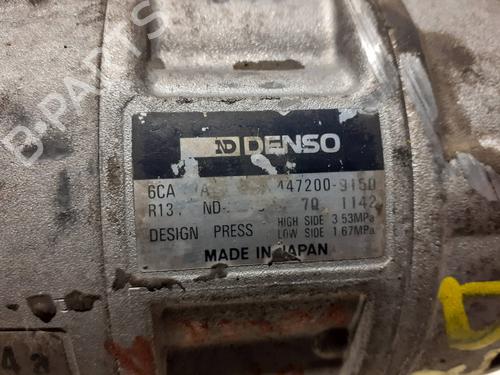 B-PARTS
ND DENSO
6CA 447200-9150
R13 ND- 7Q 1142
DESIGN PRESS HIGH SIDE 3.53MPa
LOW SIDE 1.67MPa
MADE IN JAPAN